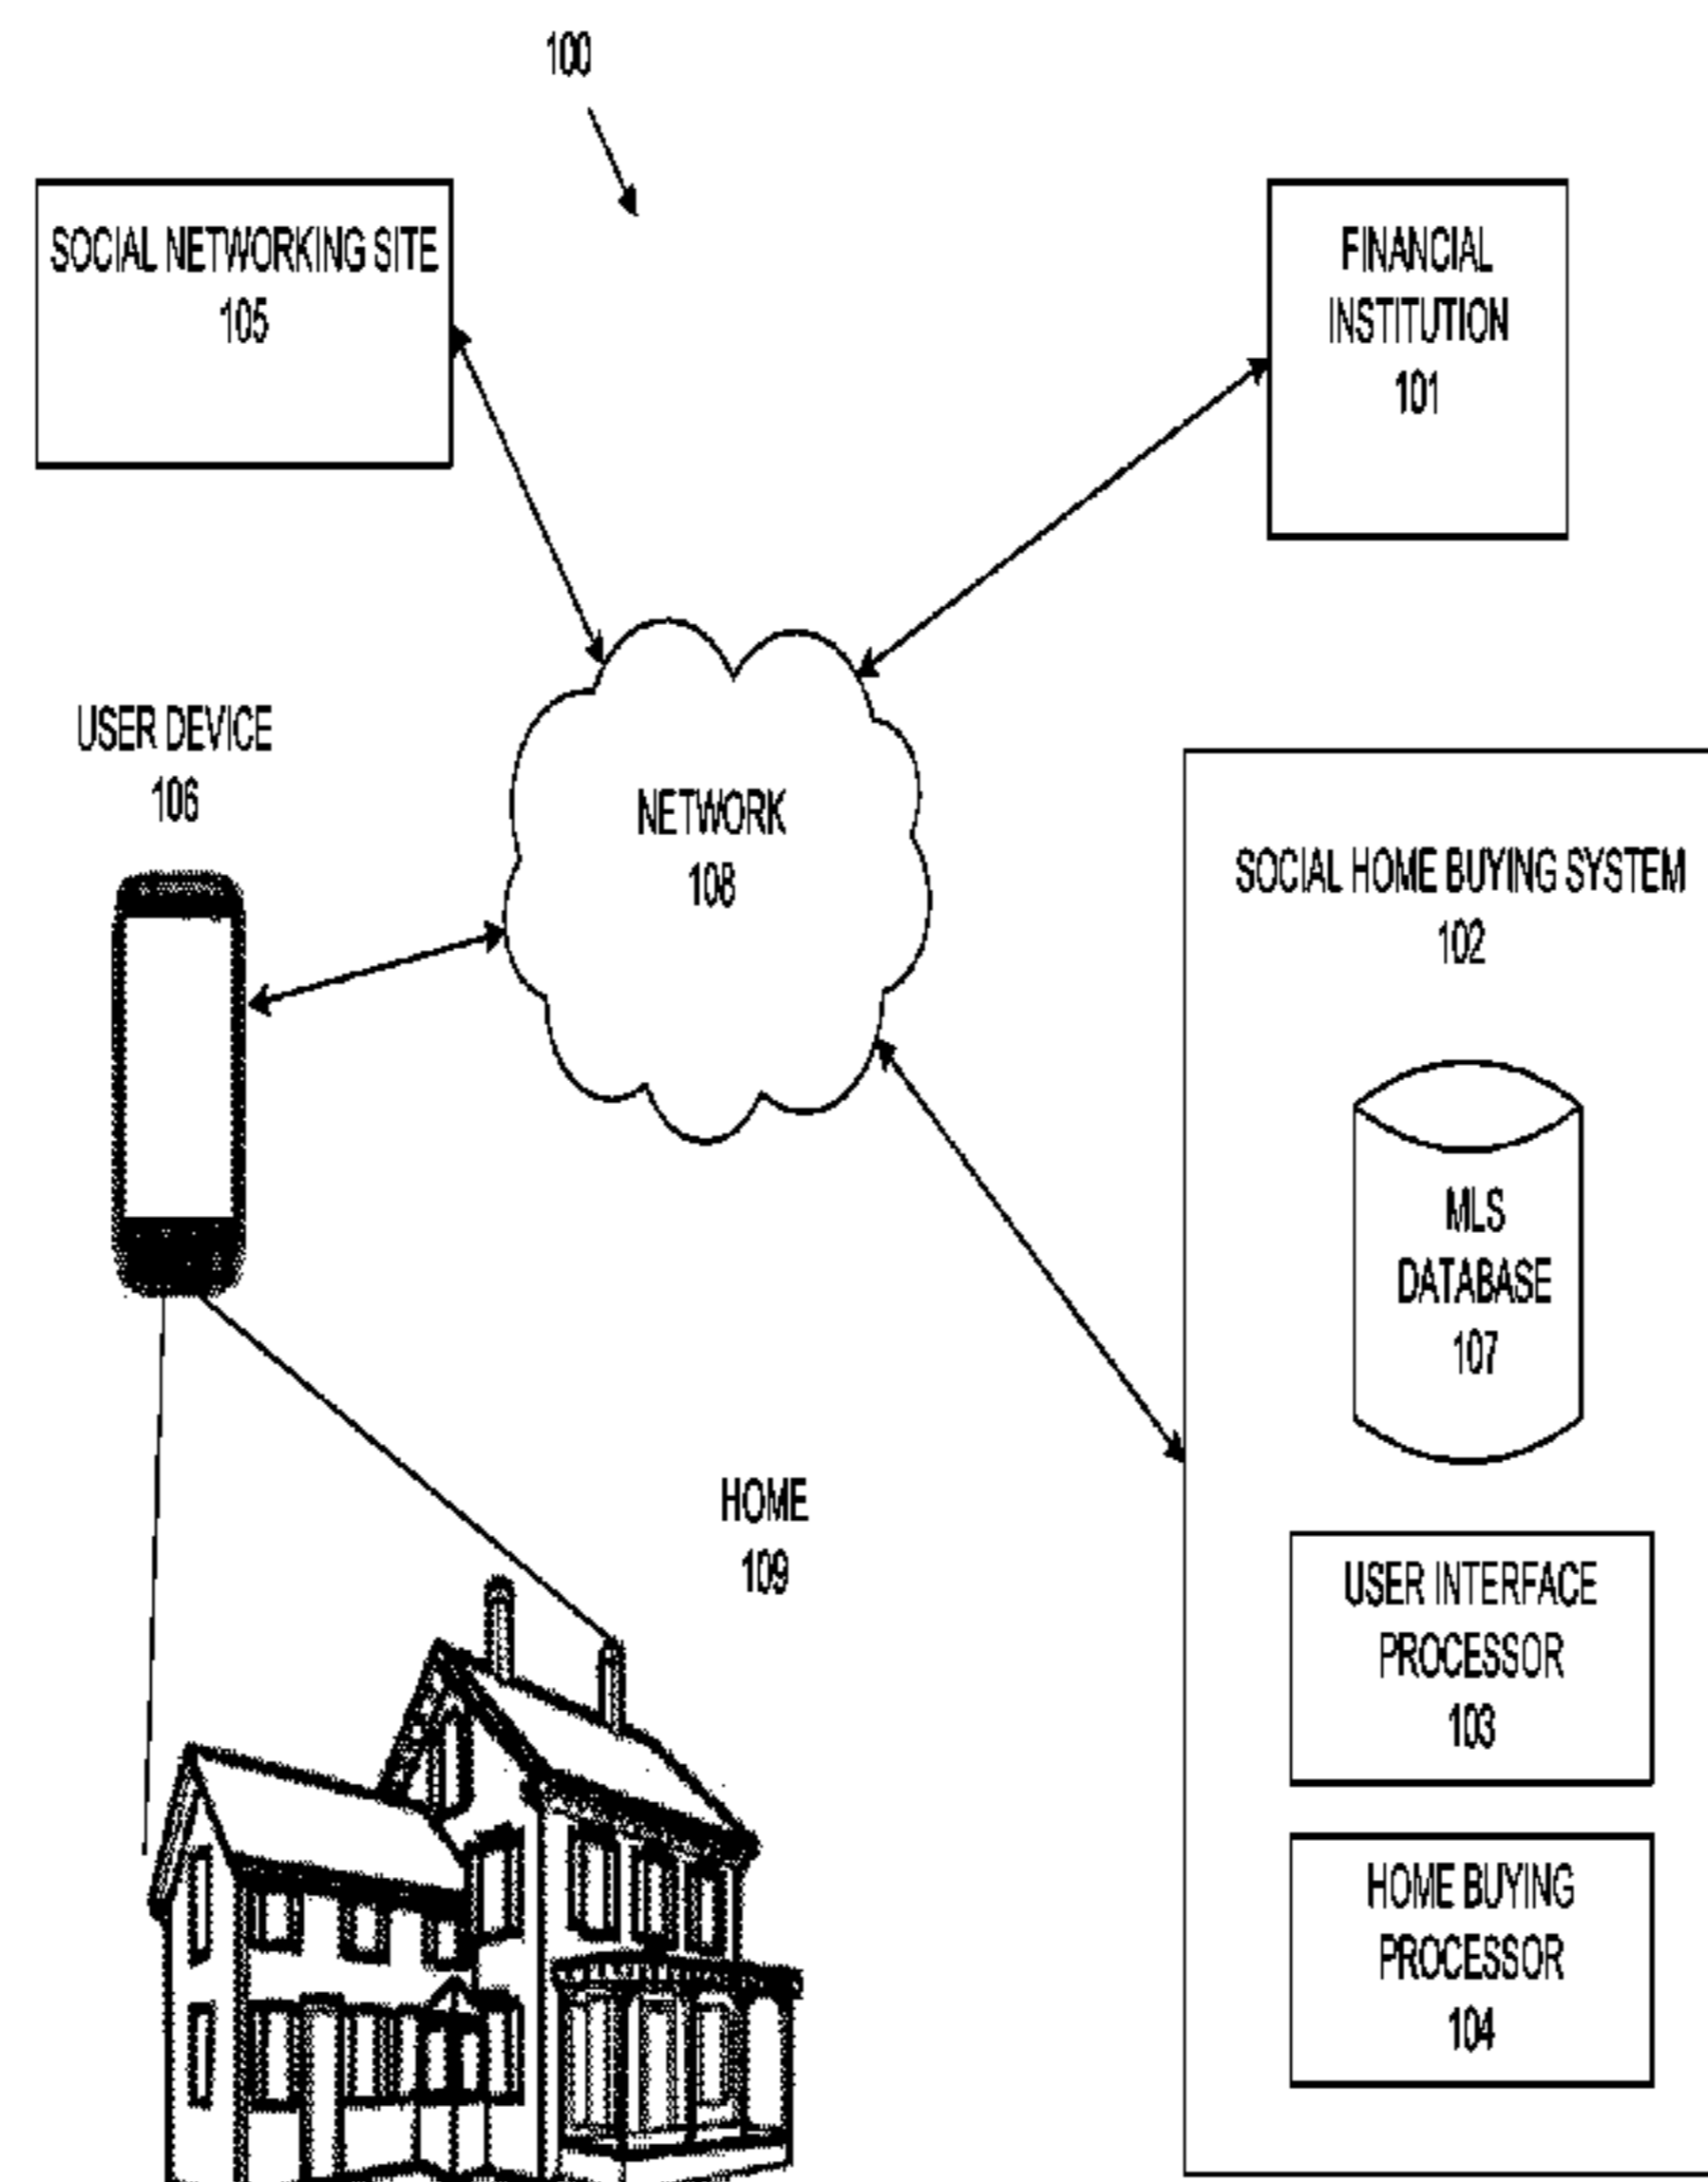 100
SOCIAL NETWORKING SITE
105
FINANCIAL
INSTITUTION
101
USER DEVICE
106
NETWORK
108
SOCIAL HOME BUYING SYSTEM
102
MLS
DATABASE
107
HOME
109
USER INTERFACE
PROCESSOR
103
HOME BUYING
PROCESSOR
104